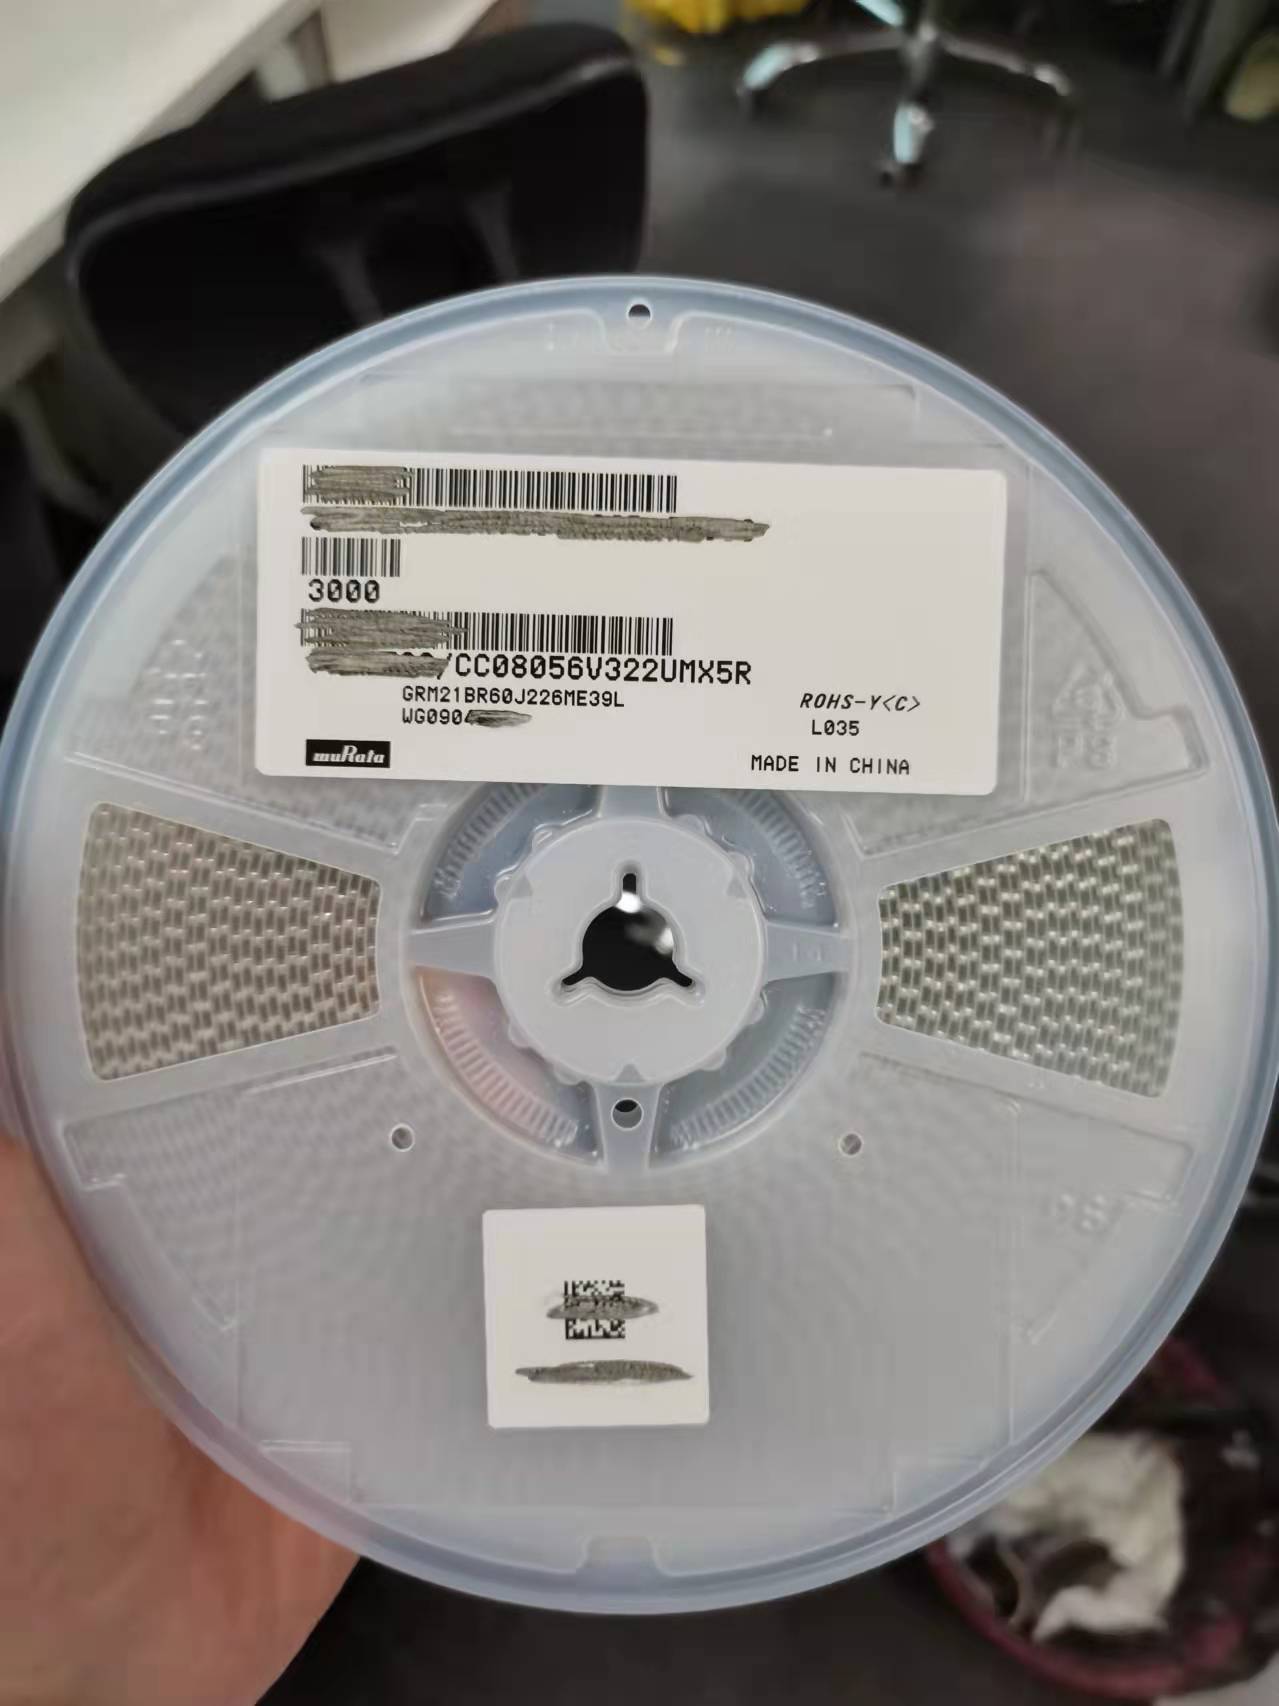 3000
/CC08056V322UMX5R
GRM21BR60J226ME39L
WG090
ROHS-Y<C>
L035
muRata
MADE IN CHINA